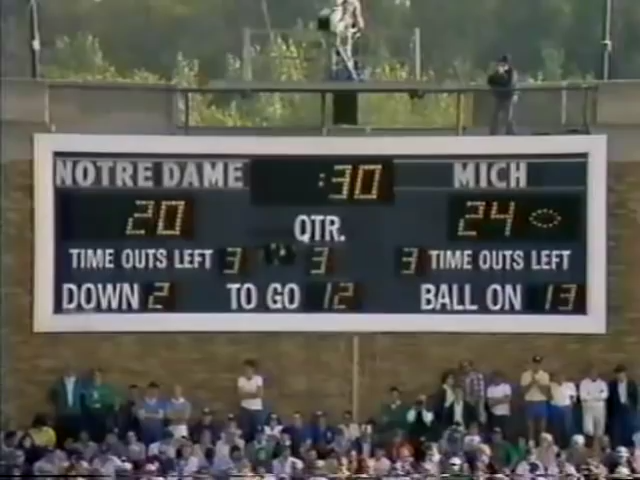 NOTRE DAME :30 MICH
20 QTR. 24
TIME OUTS LEFT 3 3 3 TIME OUTS LEFT
DOWN 2 TO GO 12 BALL ON 13